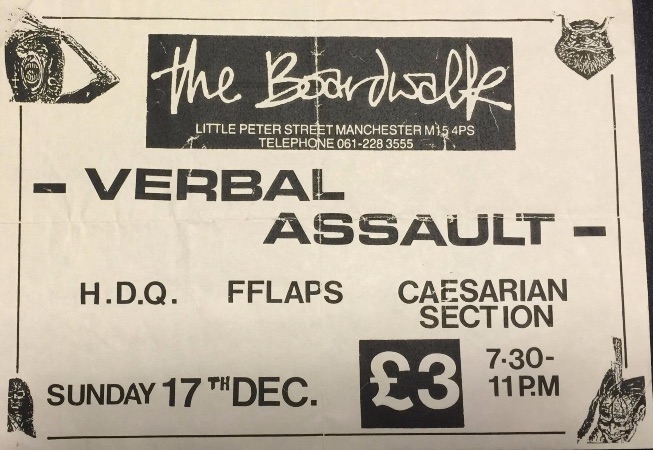 the Boardwalk
LITTLE PETER STREET MANCHESTER M15 4PS
TELEPHONE 061-228 3555
- VERBAL
ASSAULT -
H.D.Q. FFLAPS CAESARIAN
SECTION
SUNDAY 17TH DEC. £3 7·30-
11P.M